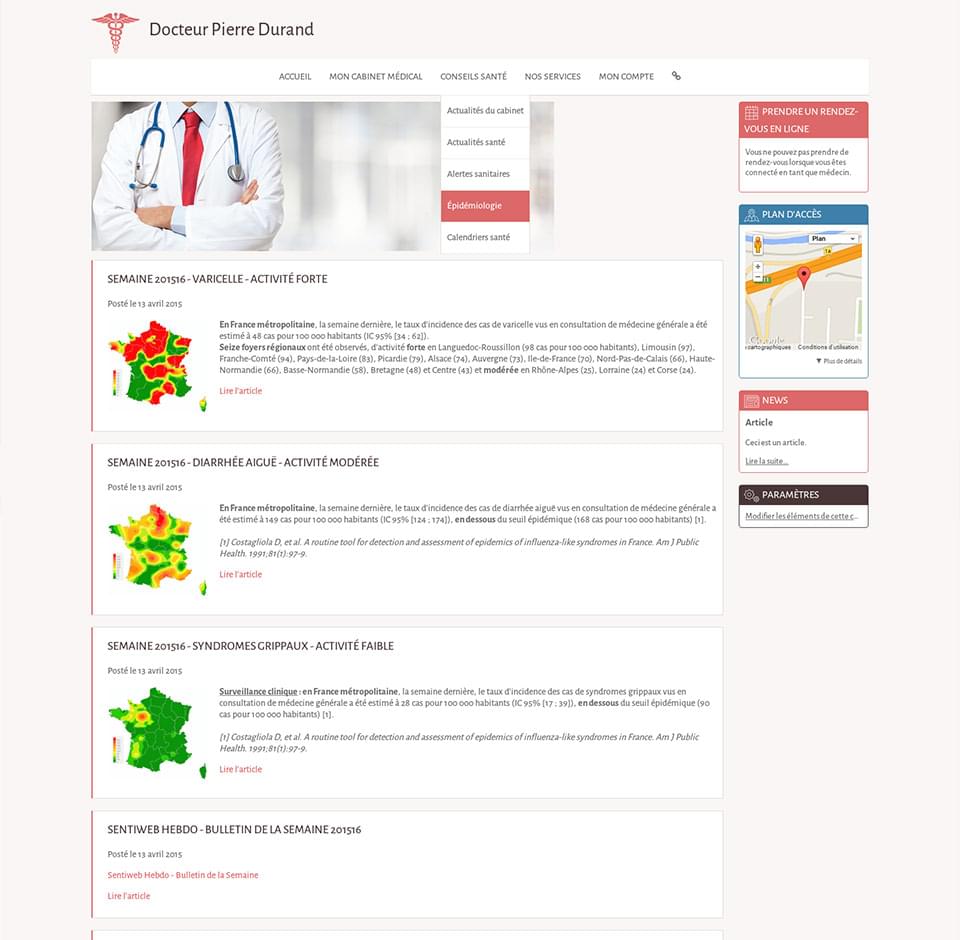 Docteur Pierre Durand
ACCUEIL MON CABINET MÉDICAL CONSEILS SANTÉ NOS SERVICES MON COMPTE
Actualités du cabinet
Actualités santé
Alertes sanitaires
Épidémiologie
Calendriers santé
SEMAINE 201516 - VARICELLE - ACTIVITÉ FORTE
Posté le 13 avril 2015
En France métropolitaine, la semaine dernière, le taux d'incidence des cas de varicelle vus en consultation de médecine générale a été
estimé à 48 cas pour 100 000 habitants (IC 95% [34 ; 62]).
Seize foyers régionaux ont été observés, d'activité forte en Languedoc-Roussillon (98 cas pour 100 000 habitants), Limousin (97),
Franche-Comté (94), Pays-de-la-Loire (83), Picardie (79), Alsace (74), Auvergne (73), Ile-de-France (70), Nord-Pas-de-Calais (66), Haute-
Normandie (66), Basse-Normandie (58), Bretagne (48) et Centre (43) et modérée en Rhône-Alpes (25), Lorraine (24) et Corse (24).
Lire l'article
SEMAINE 201516 - DIARRHÉE AIGUË - ACTIVITÉ MODÉRÉE
Posté le 13 avril 2015
En France métropolitaine, la semaine dernière, le taux d'incidence des cas de diarrhée aiguë vus en consultation de médecine générale a
été estimé à 149 cas pour 100 000 habitants (IC 95% [124 ; 174]), en dessous du seuil épidémique (168 cas pour 100 000 habitants) [1].
[1] Costagliola D, et al. A routine tool for detection and assessment of epidemics of influenza-like syndromes in France. Am J Public
Health. 1991;81(1):97-9.
Lire l'article
SEMAINE 201516 - SYNDROMES GRIPPAUX - ACTIVITÉ FAIBLE
Posté le 13 avril 2015
Surveillance clinique : en France métropolitaine, la semaine dernière, le taux d'incidence des cas de syndromes grippaux vus en
consultation de médecine générale a été estimé à 28 cas pour 100 000 habitants (IC 95% [17 ; 39]), en dessous du seuil épidémique (90
cas pour 100 000 habitants) [1].
[1] Costagliola D, et al. A routine tool for detection and assessment of epidemics of influenza-like syndromes in France. Am J Public
Health. 1991;81(1):97-9.
Lire l'article
SENTIWEB HEBDO - BULLETIN DE LA SEMAINE 201516
Posté le 13 avril 2015
Sentiweb Hebdo - Bulletin de la Semaine
Lire l'article
PRENDRE UN RENDEZ-
VOUS EN LIGNE
Vous ne pouvez pas prendre de
rendez-vous lorsque vous êtes
connecté en tant que médecin.
PLAN D'ACCÈS
Plan
Google
cartographiques Conditions d'utilisation
▼ Plus de détails
NEWS
Article
Ceci est un article.
Lire la suite...
PARAMÈTRES
Modifier les éléments de cette c...